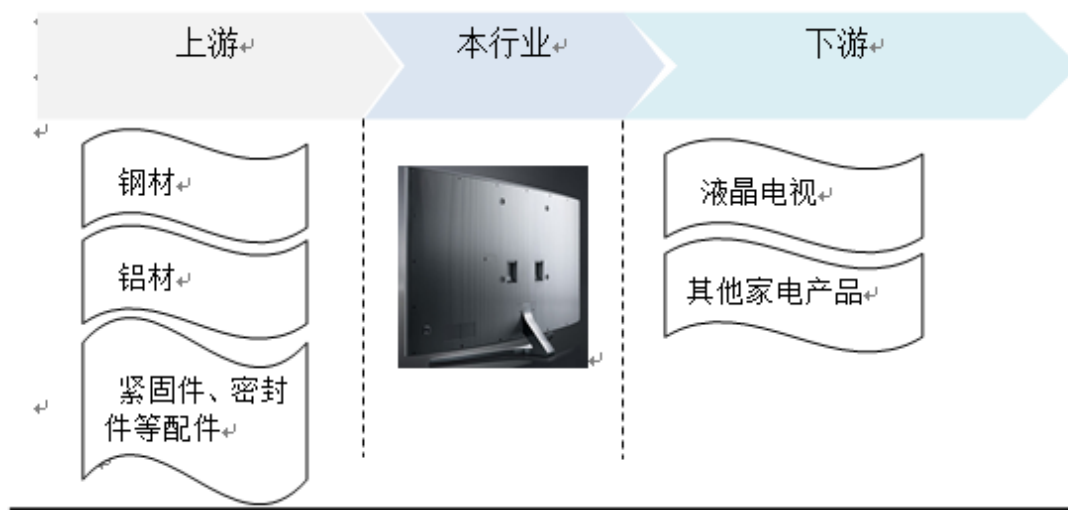 上游
本行业
下游
钢材
铝材
紧固件、密封
件等配件
液晶电视
其他家电产品